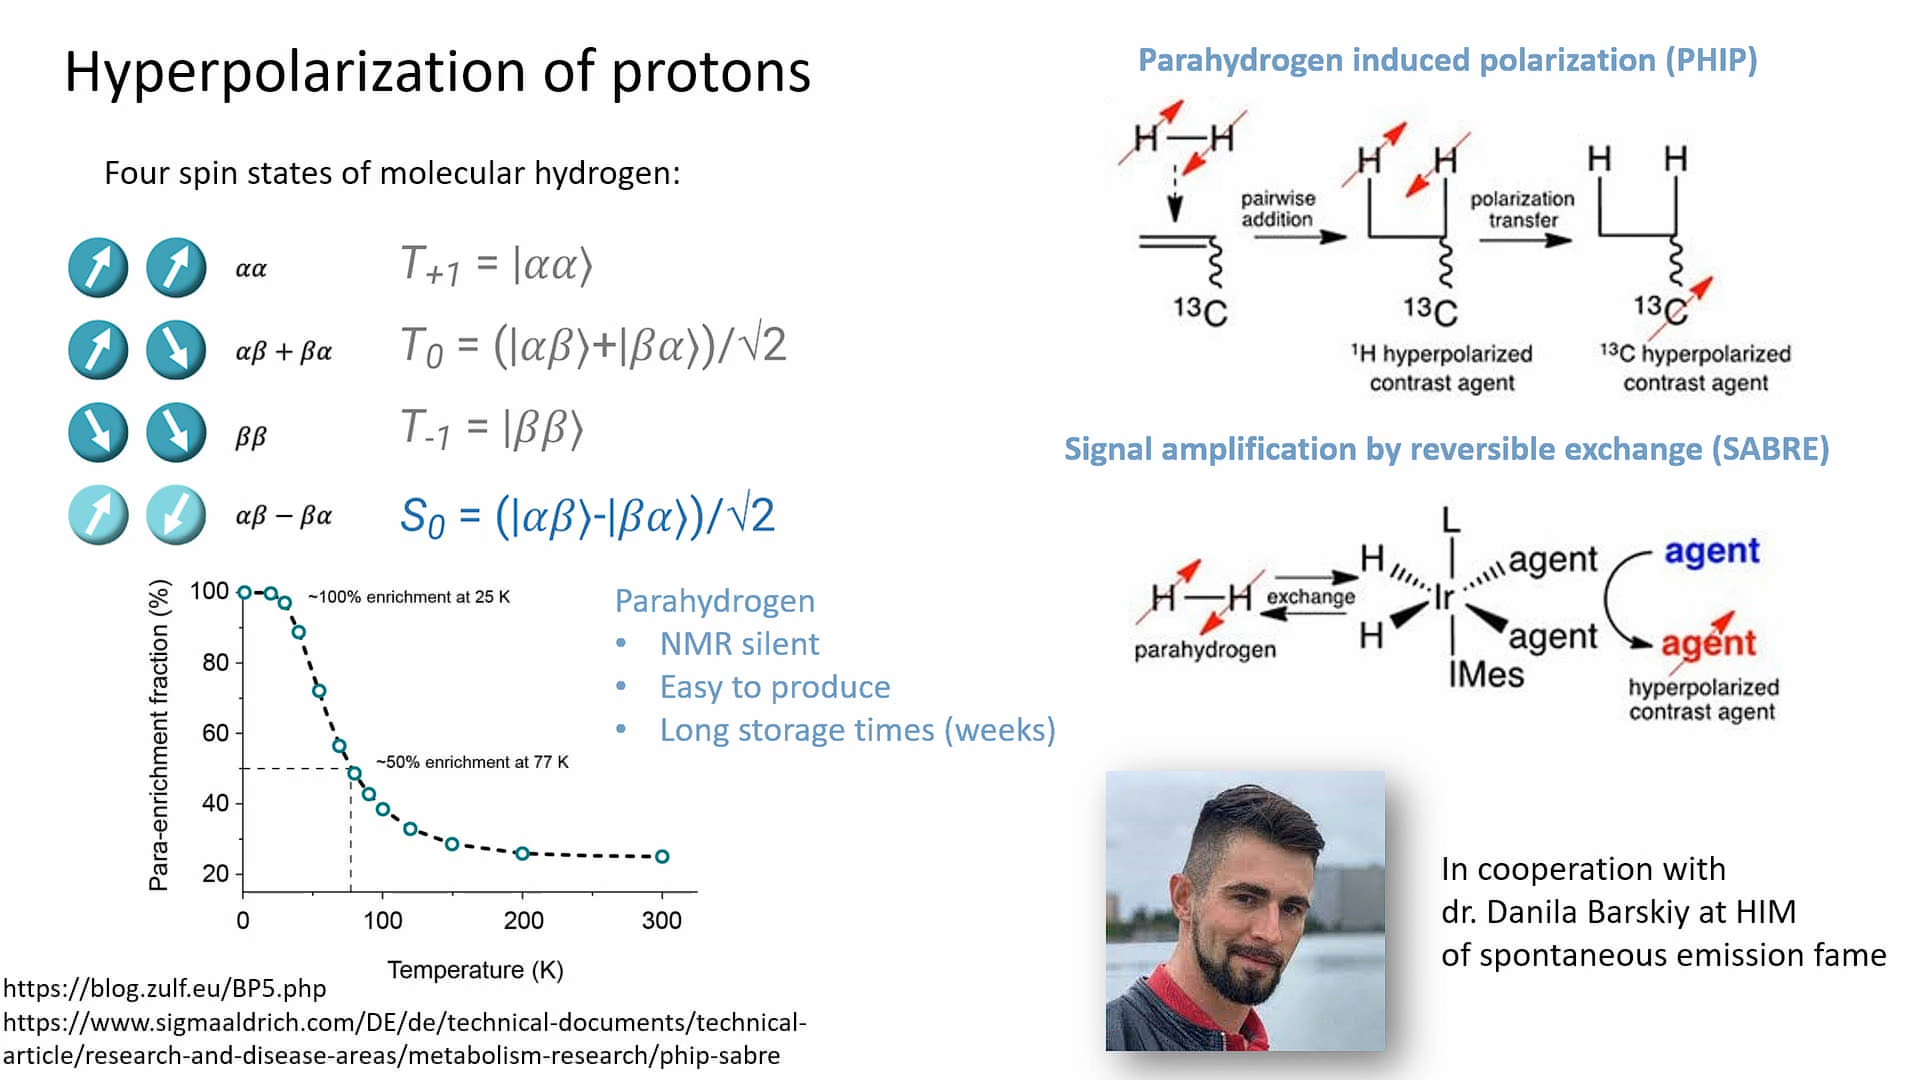 Hyperpolarization of protons
Four spin states of molecular hydrogen:
αα
T+1 = |αα⟩
αβ + βα
T0 = (|αβ⟩+|βα⟩)/√2
ββ
T-1 = |ββ⟩
αβ − βα
S0 = (|αβ⟩-|βα⟩)/√2
Para-enrichment fraction (%)
100
80
60
40
20
~100% enrichment at 25 K
~50% enrichment at 77 K
0
100
200
300
Temperature (K)
Parahydrogen
• NMR silent
• Easy to produce
• Long storage times (weeks)
https://blog.zulf.eu/BP5.php
https://www.sigmaaldrich.com/DE/de/technical-documents/technical-
article/research-and-disease-areas/metabolism-research/phip-sabre
Parahydrogen induced polarization (PHIP)
H—H
13C
pairwise
addition
H H
13C
1H hyperpolarized
contrast agent
polarization
transfer
H H
13C
13C hyperpolarized
contrast agent
Signal amplification by reversible exchange (SABRE)
H—H
parahydrogen
exchange
L
H
agent
Ir
H
agent
IMes
agent
agent
hyperpolarized
contrast agent
In cooperation with
dr. Danila Barskiy at HIM
of spontaneous emission fame